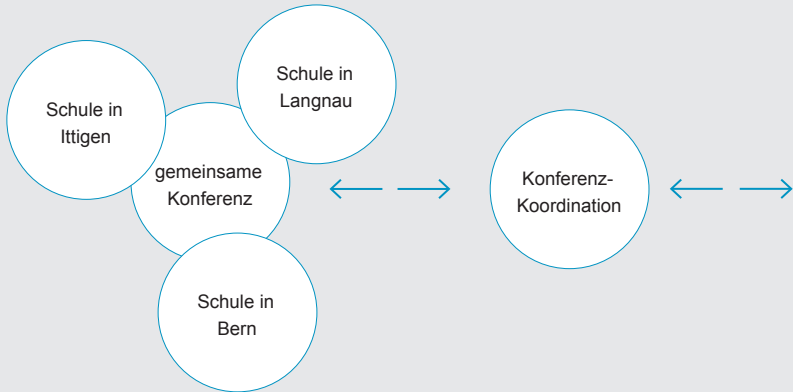 Schule in
Ittigen
Schule in
Langnau
gemeinsame
Konferenz
Schule in
Bern
Konferenz-
Koordination